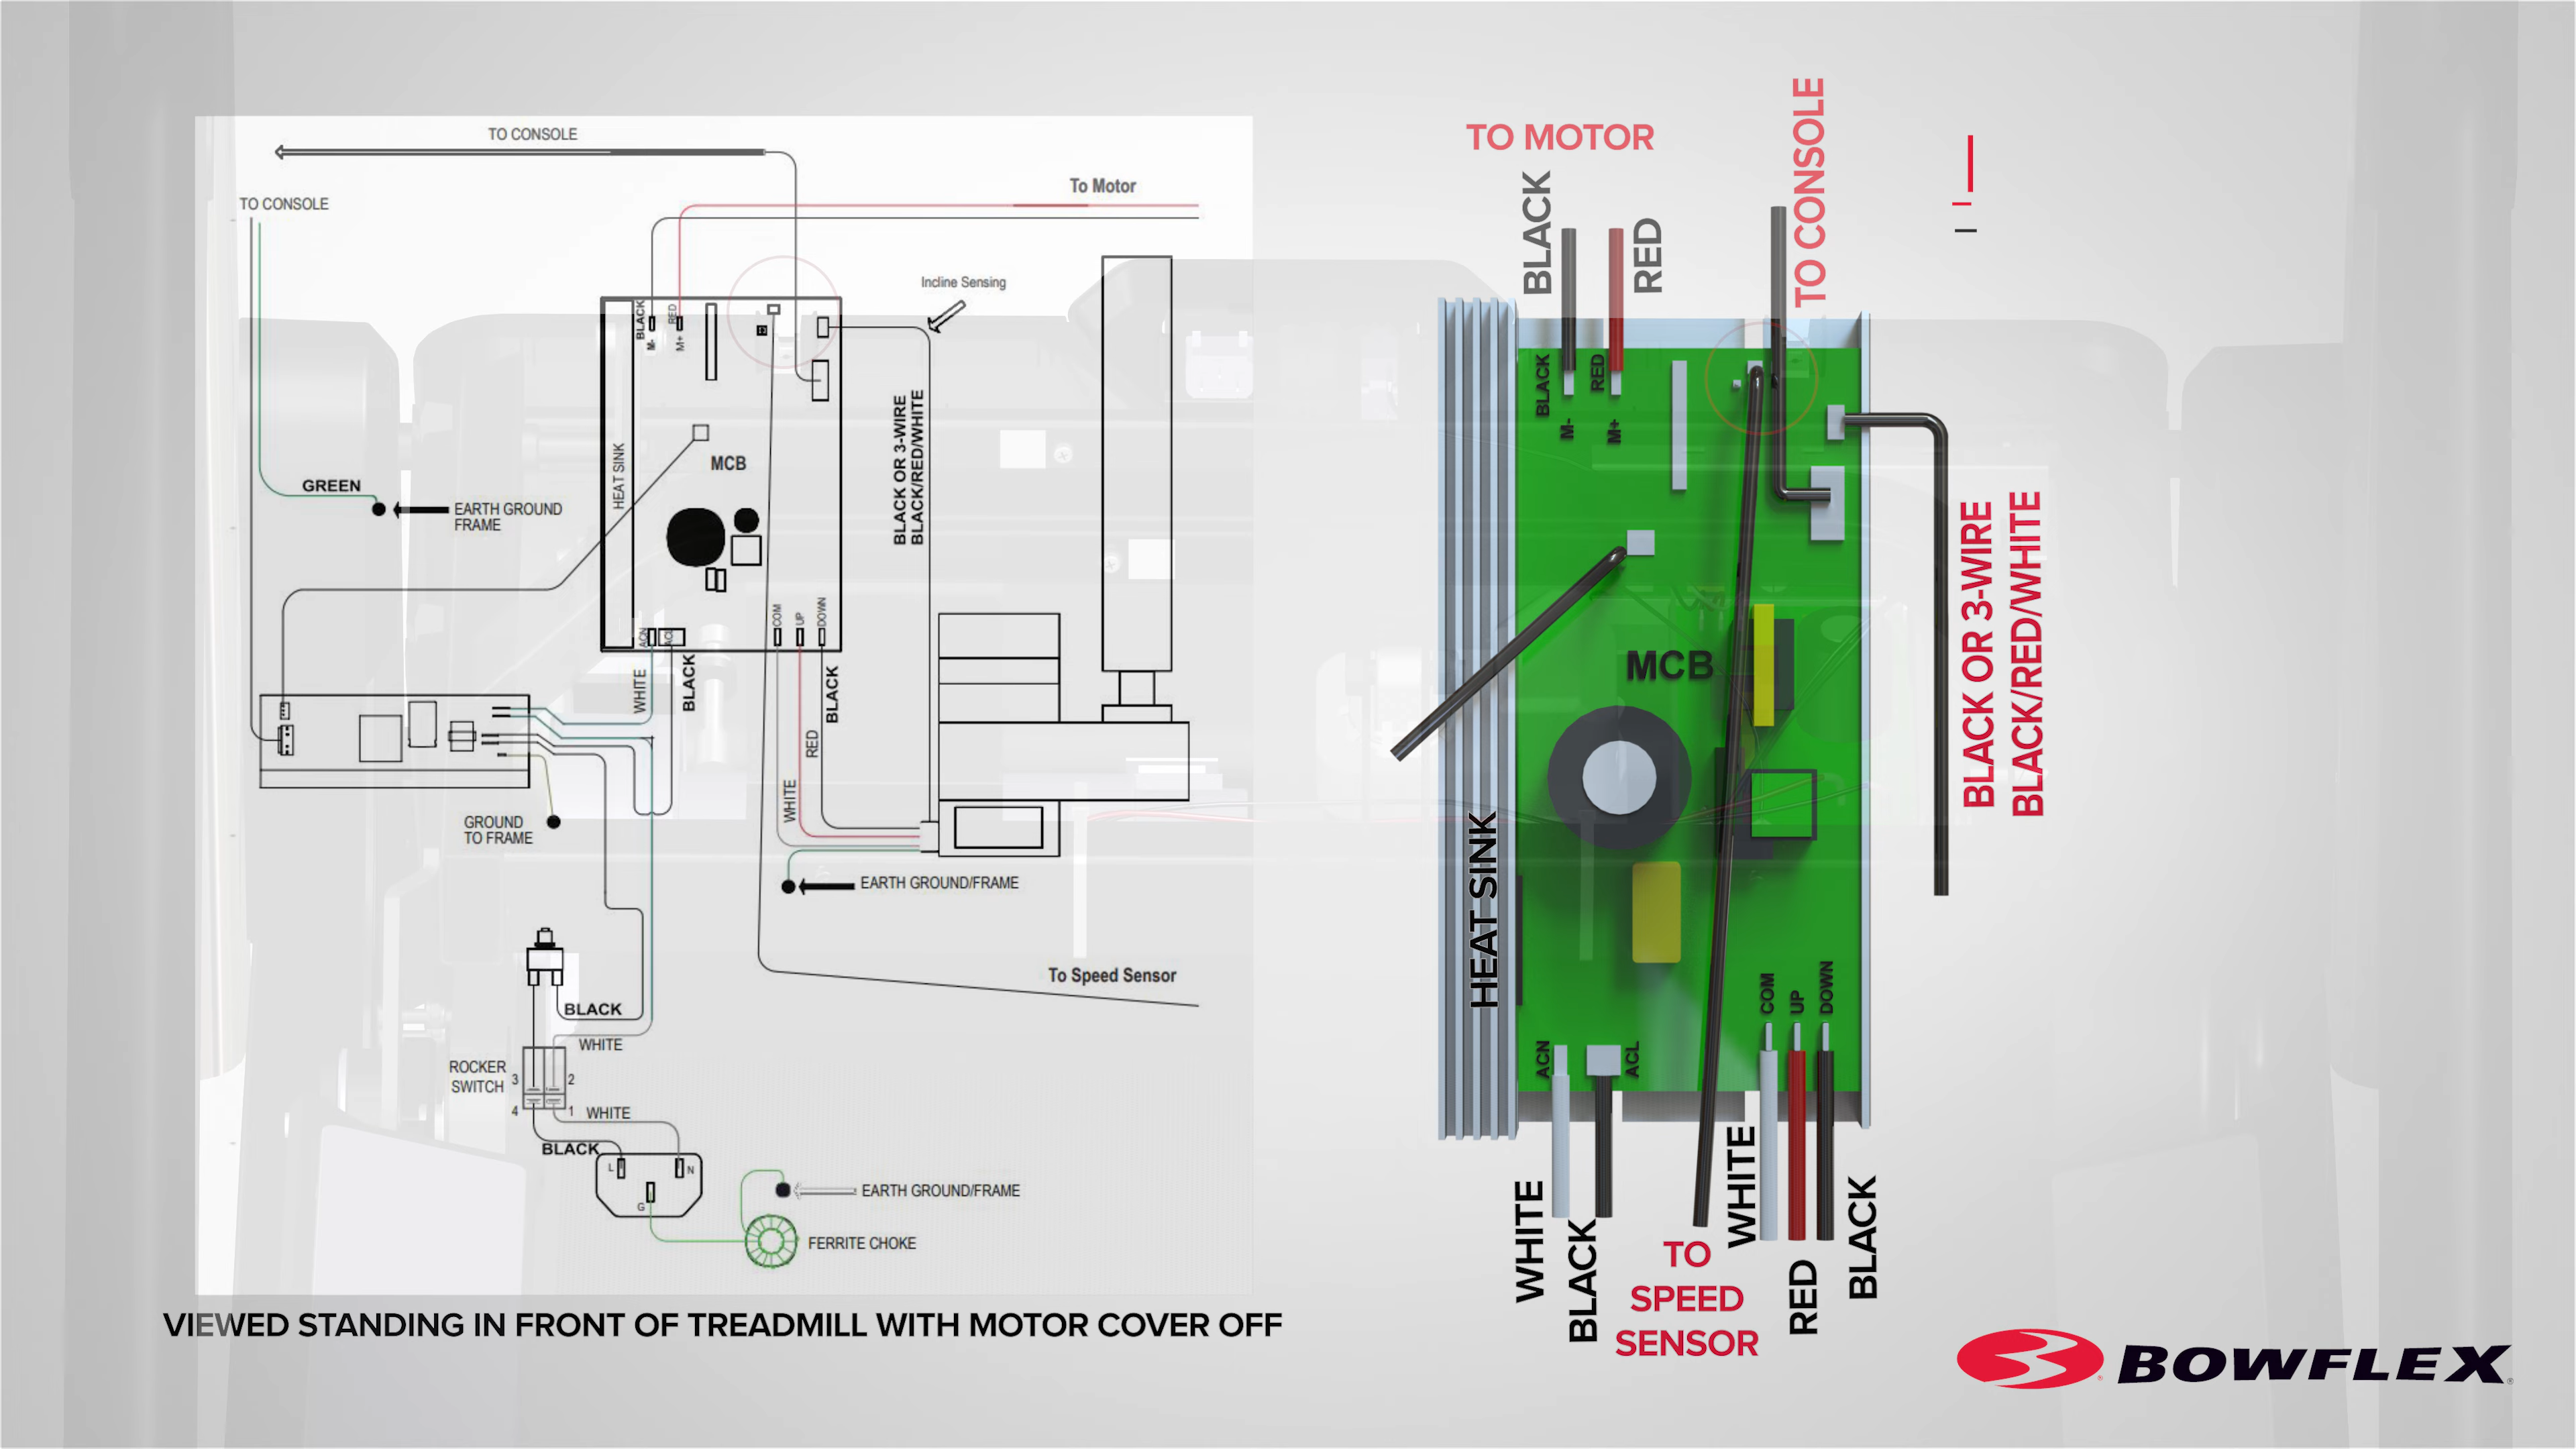 TO CONSOLE
To Motor
TO CONSOLE
Incline Sensing
BLACK
M-
RED
M+
HEAT SINK
MCB
BLACK OR 3-WIRE
BLACK/RED/WHITE
GREEN
EARTH GROUND
FRAME
ACN
ACL
COM
UP
DOWN
WHITE
BLACK
BLACK
RED
WHITE
GROUND
TO FRAME
EARTH GROUND/FRAME
To Speed Sensor
BLACK
WHITE
ROCKER
SWITCH
3
2
4
1
WHITE
BLACK
L
N
G
EARTH GROUND/FRAME
FERRITE CHOKE
VIEWED STANDING IN FRONT OF TREADMILL WITH MOTOR COVER OFF
TO MOTOR
BLACK
RED
TO CONSOLE
BLACK
M-
RED
M+
MCB
HEAT SINK
BLACK OR 3-WIRE
BLACK/RED/WHITE
ACN
ACL
COM
UP
DOWN
WHITE
BLACK
TO
SPEED
SENSOR
WHITE
RED
BLACK
BOWFLEX